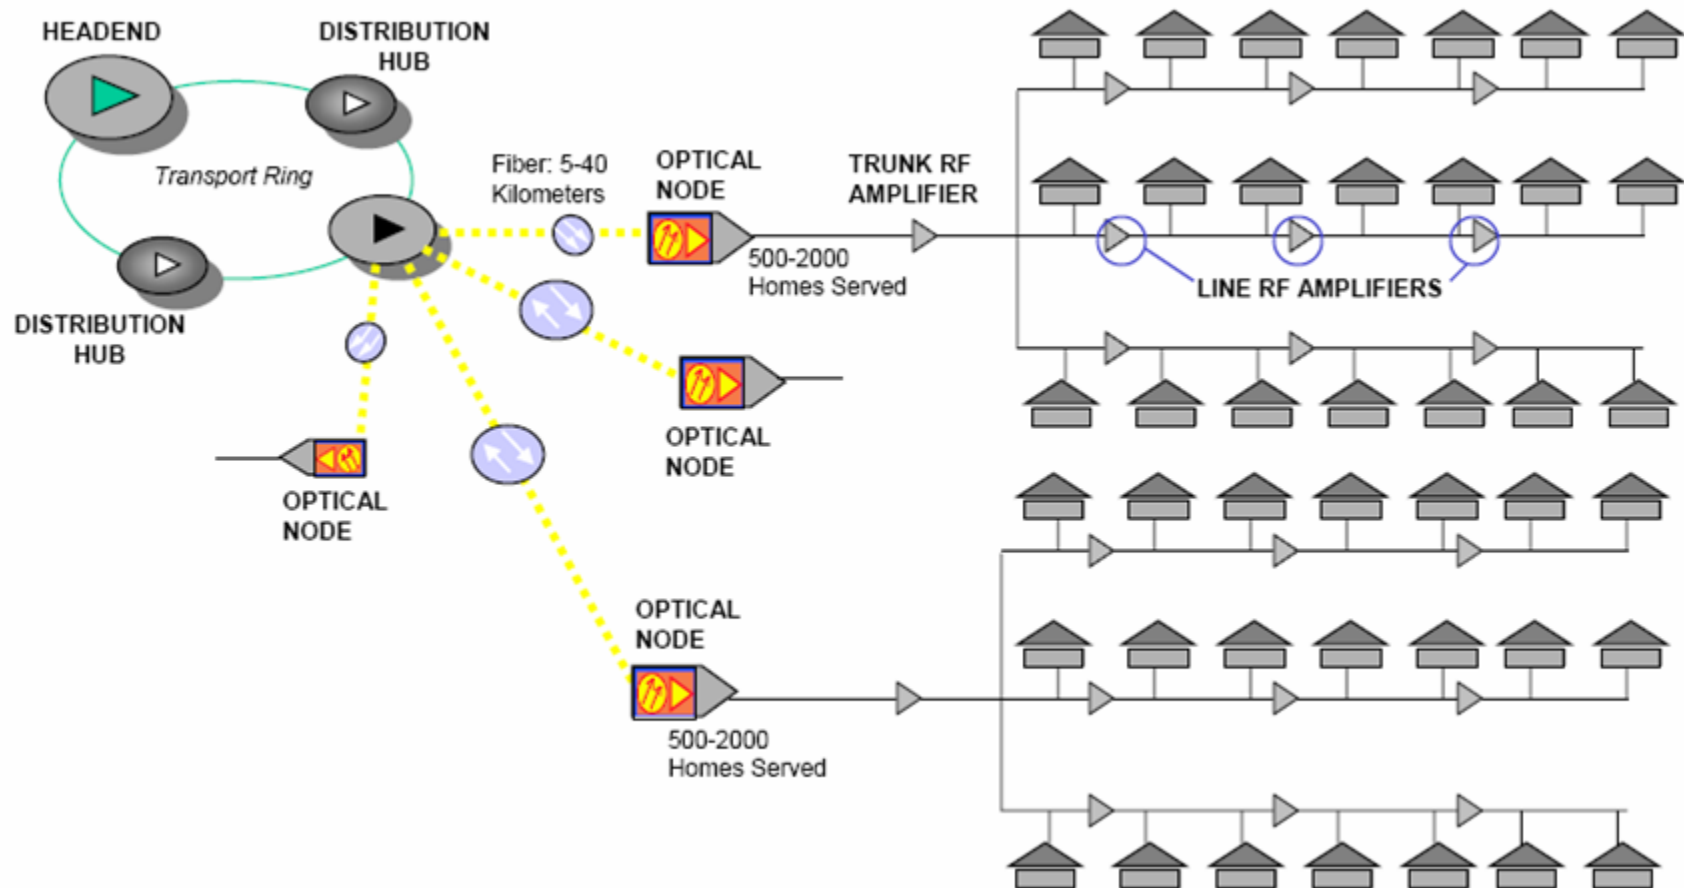 HEADEND
DISTRIBUTION
HUB
Transport Ring
Fiber: 5-40
Kilometers
OPTICAL
NODE
TRUNK RF
AMPLIFIER
500-2000
Homes Served
LINE RF AMPLIFIERS
DISTRIBUTION
HUB
OPTICAL
NODE
OPTICAL
NODE
OPTICAL
NODE
500-2000
Homes Served